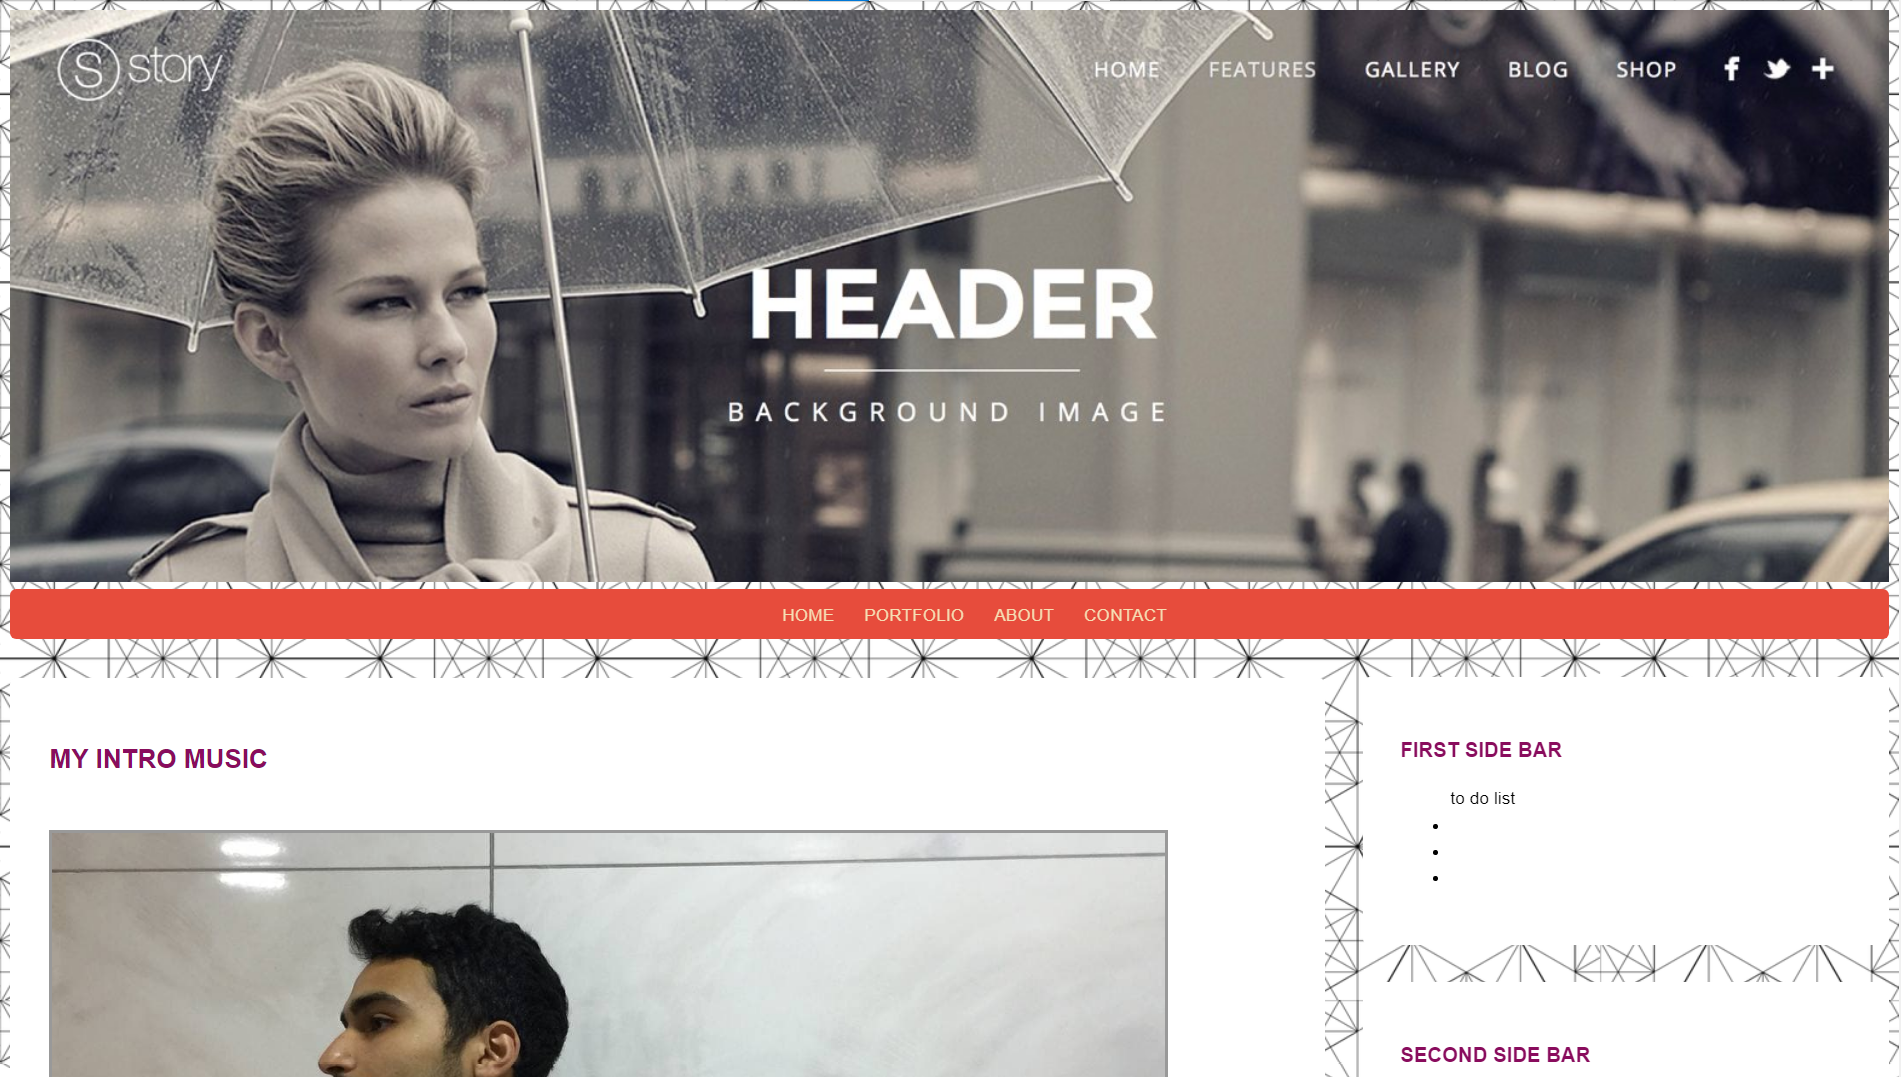 S story
HOME FEATURES GALLERY BLOG SHOP
HEADER
BACKGROUND IMAGE
HOME PORTFOLIO ABOUT CONTACT
MY INTRO MUSIC
FIRST SIDE BAR
to do list
SECOND SIDE BAR